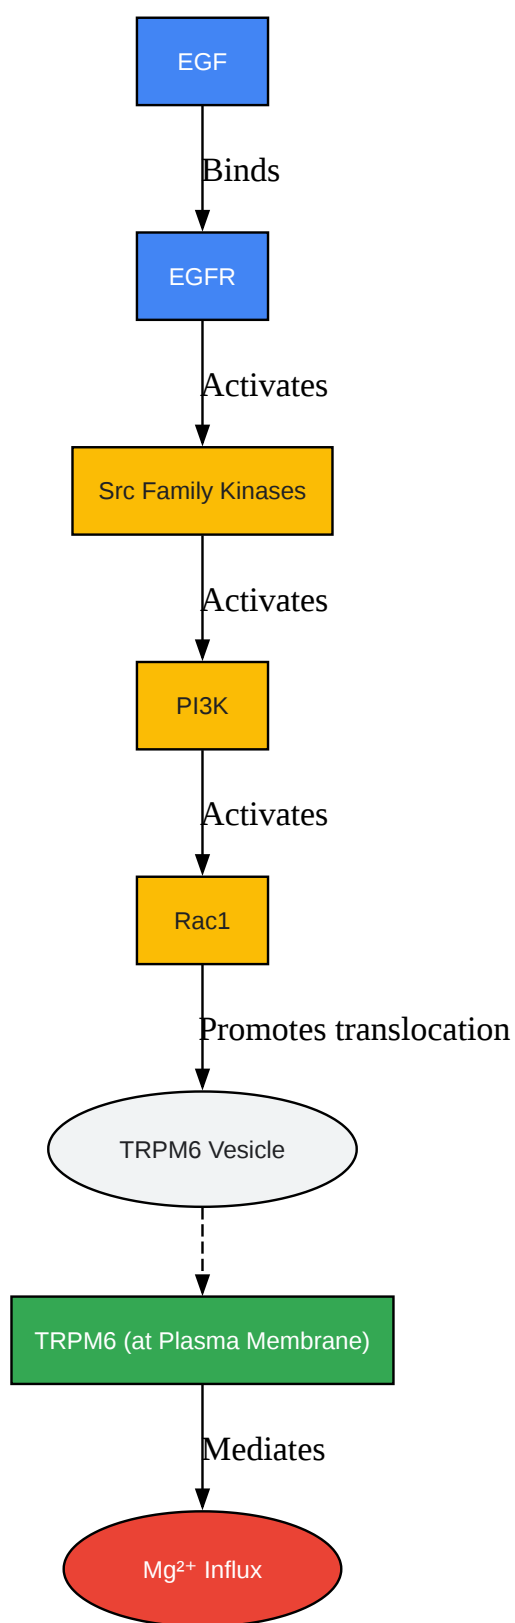 EGF
Binds
EGFR
Activates
Src Family Kinases
Activates
PI3K
Activates
Rac1
Promotes translocation
TRPM6 Vesicle
TRPM6 (at Plasma Membrane)
Mediates
Mg²⁺ Influx